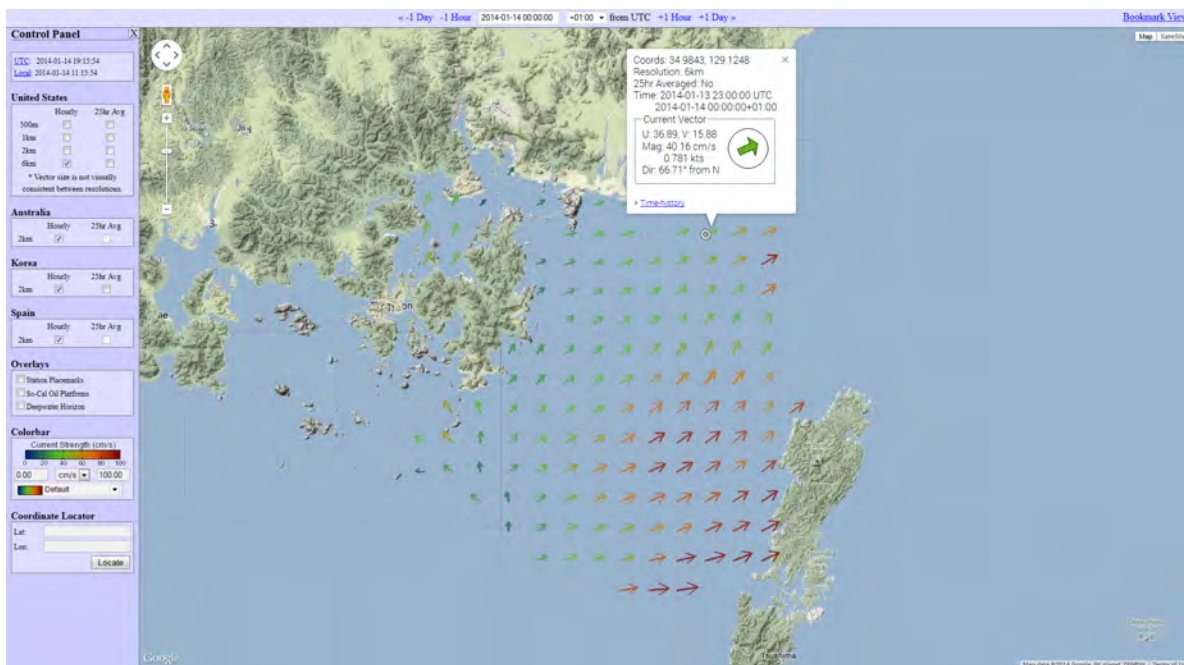 « -1 Day -1 Hour 2014-01-14 00:00:00 +01:00 from UTC +1 Hour +1 Day »
Bookmark View
Control Panel X
UTC: 2014-01-14 19:15:54
Local: 2014-01-14 11:15:54
United States
Hourly 25hr Avg
500m
1km
2km
6km
* Vector size is not visually
consistent between resolutions.
Australia
Hourly 25hr Avg
2km
Korea
Hourly 25hr Avg
2km
Spain
Hourly 25hr Avg
2km
Overlays
Station Placemarks
So-Cal Oil Platforms
Deepwater Horizon
Colorbar
Current Strength (cm/s)
0 20 40 60 80 100
0.00 cm/s 100.00
Default
Coordinate Locator
Lat:
Lon:
Locate
Map Satellite
Coords: 34.9843, 129.1248 ×
Resolution: 6km
25hr Averaged: No
Time: 2014-01-13 23:00:00 UTC
2014-01-14 00:00:00+01:00
Current Vector
U: 36.89, V: 15.88
Mag: 40.16 cm/s
0.781 kts
Dir: 66.71° from N
» Time-history
Google
Tsushima